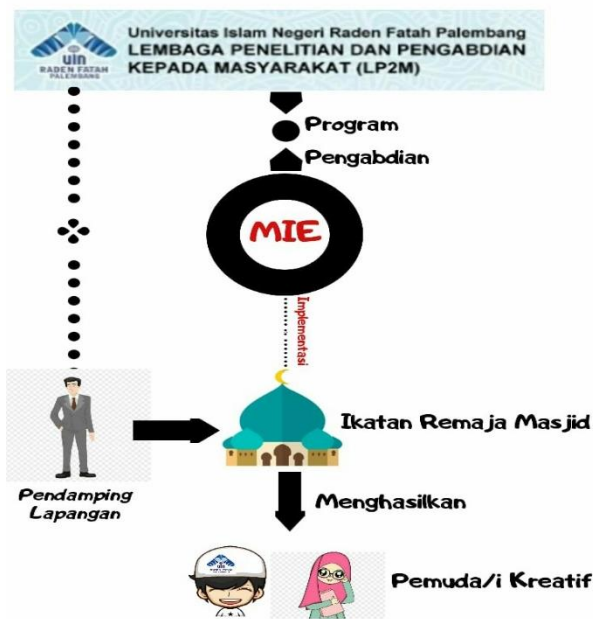 Universitas Islam Negeri Raden Fatah Palembang
LEMBAGA PENELITIAN DAN PENGABDIAN
KEPADA MASYARAKAT (LP2M)
uin
RADEN FATAH
PALEMBANG
Program
Pengabdian
MIE
Implementasi
Ikatan Remaja Masjid
Pendamping
Lapangan
Menghasilkan
uin
Pemuda/i Kreatif